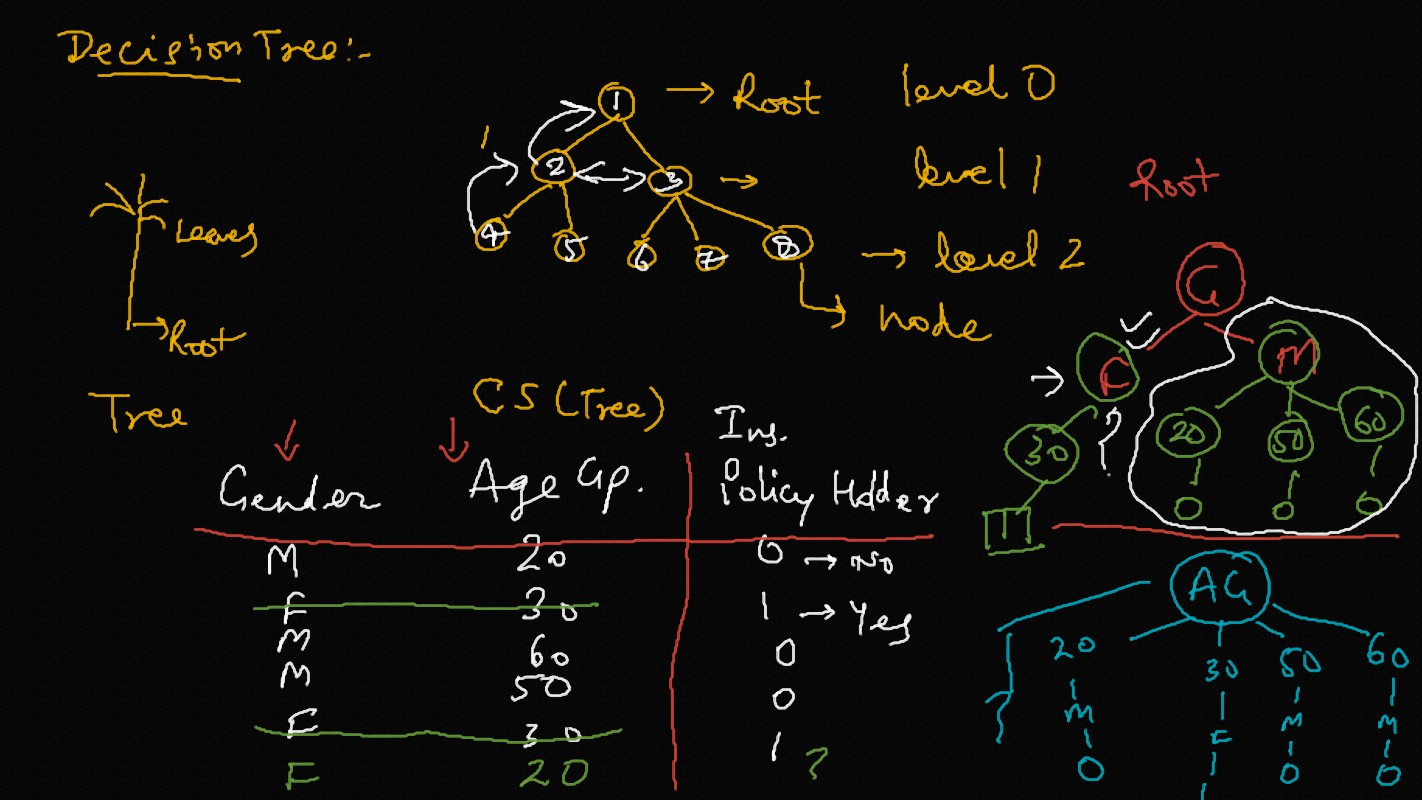 Decision Tree:-
1 → Root level 0
2 3 → level 1
Root
Leaves
4 5 6 7 8 → level 2
node
Root
G
F M
Tree
CS (Tree)
20 50 60
30
0 0 0
1
Gender Age Gp. Ins. Policy Holder
M 20 0 → No
F 30 1 → Yes
M 60 0
M 50 0
F 30 1 ?
F 20
AG
20 30 50 60
M F M M
0 0 0
?